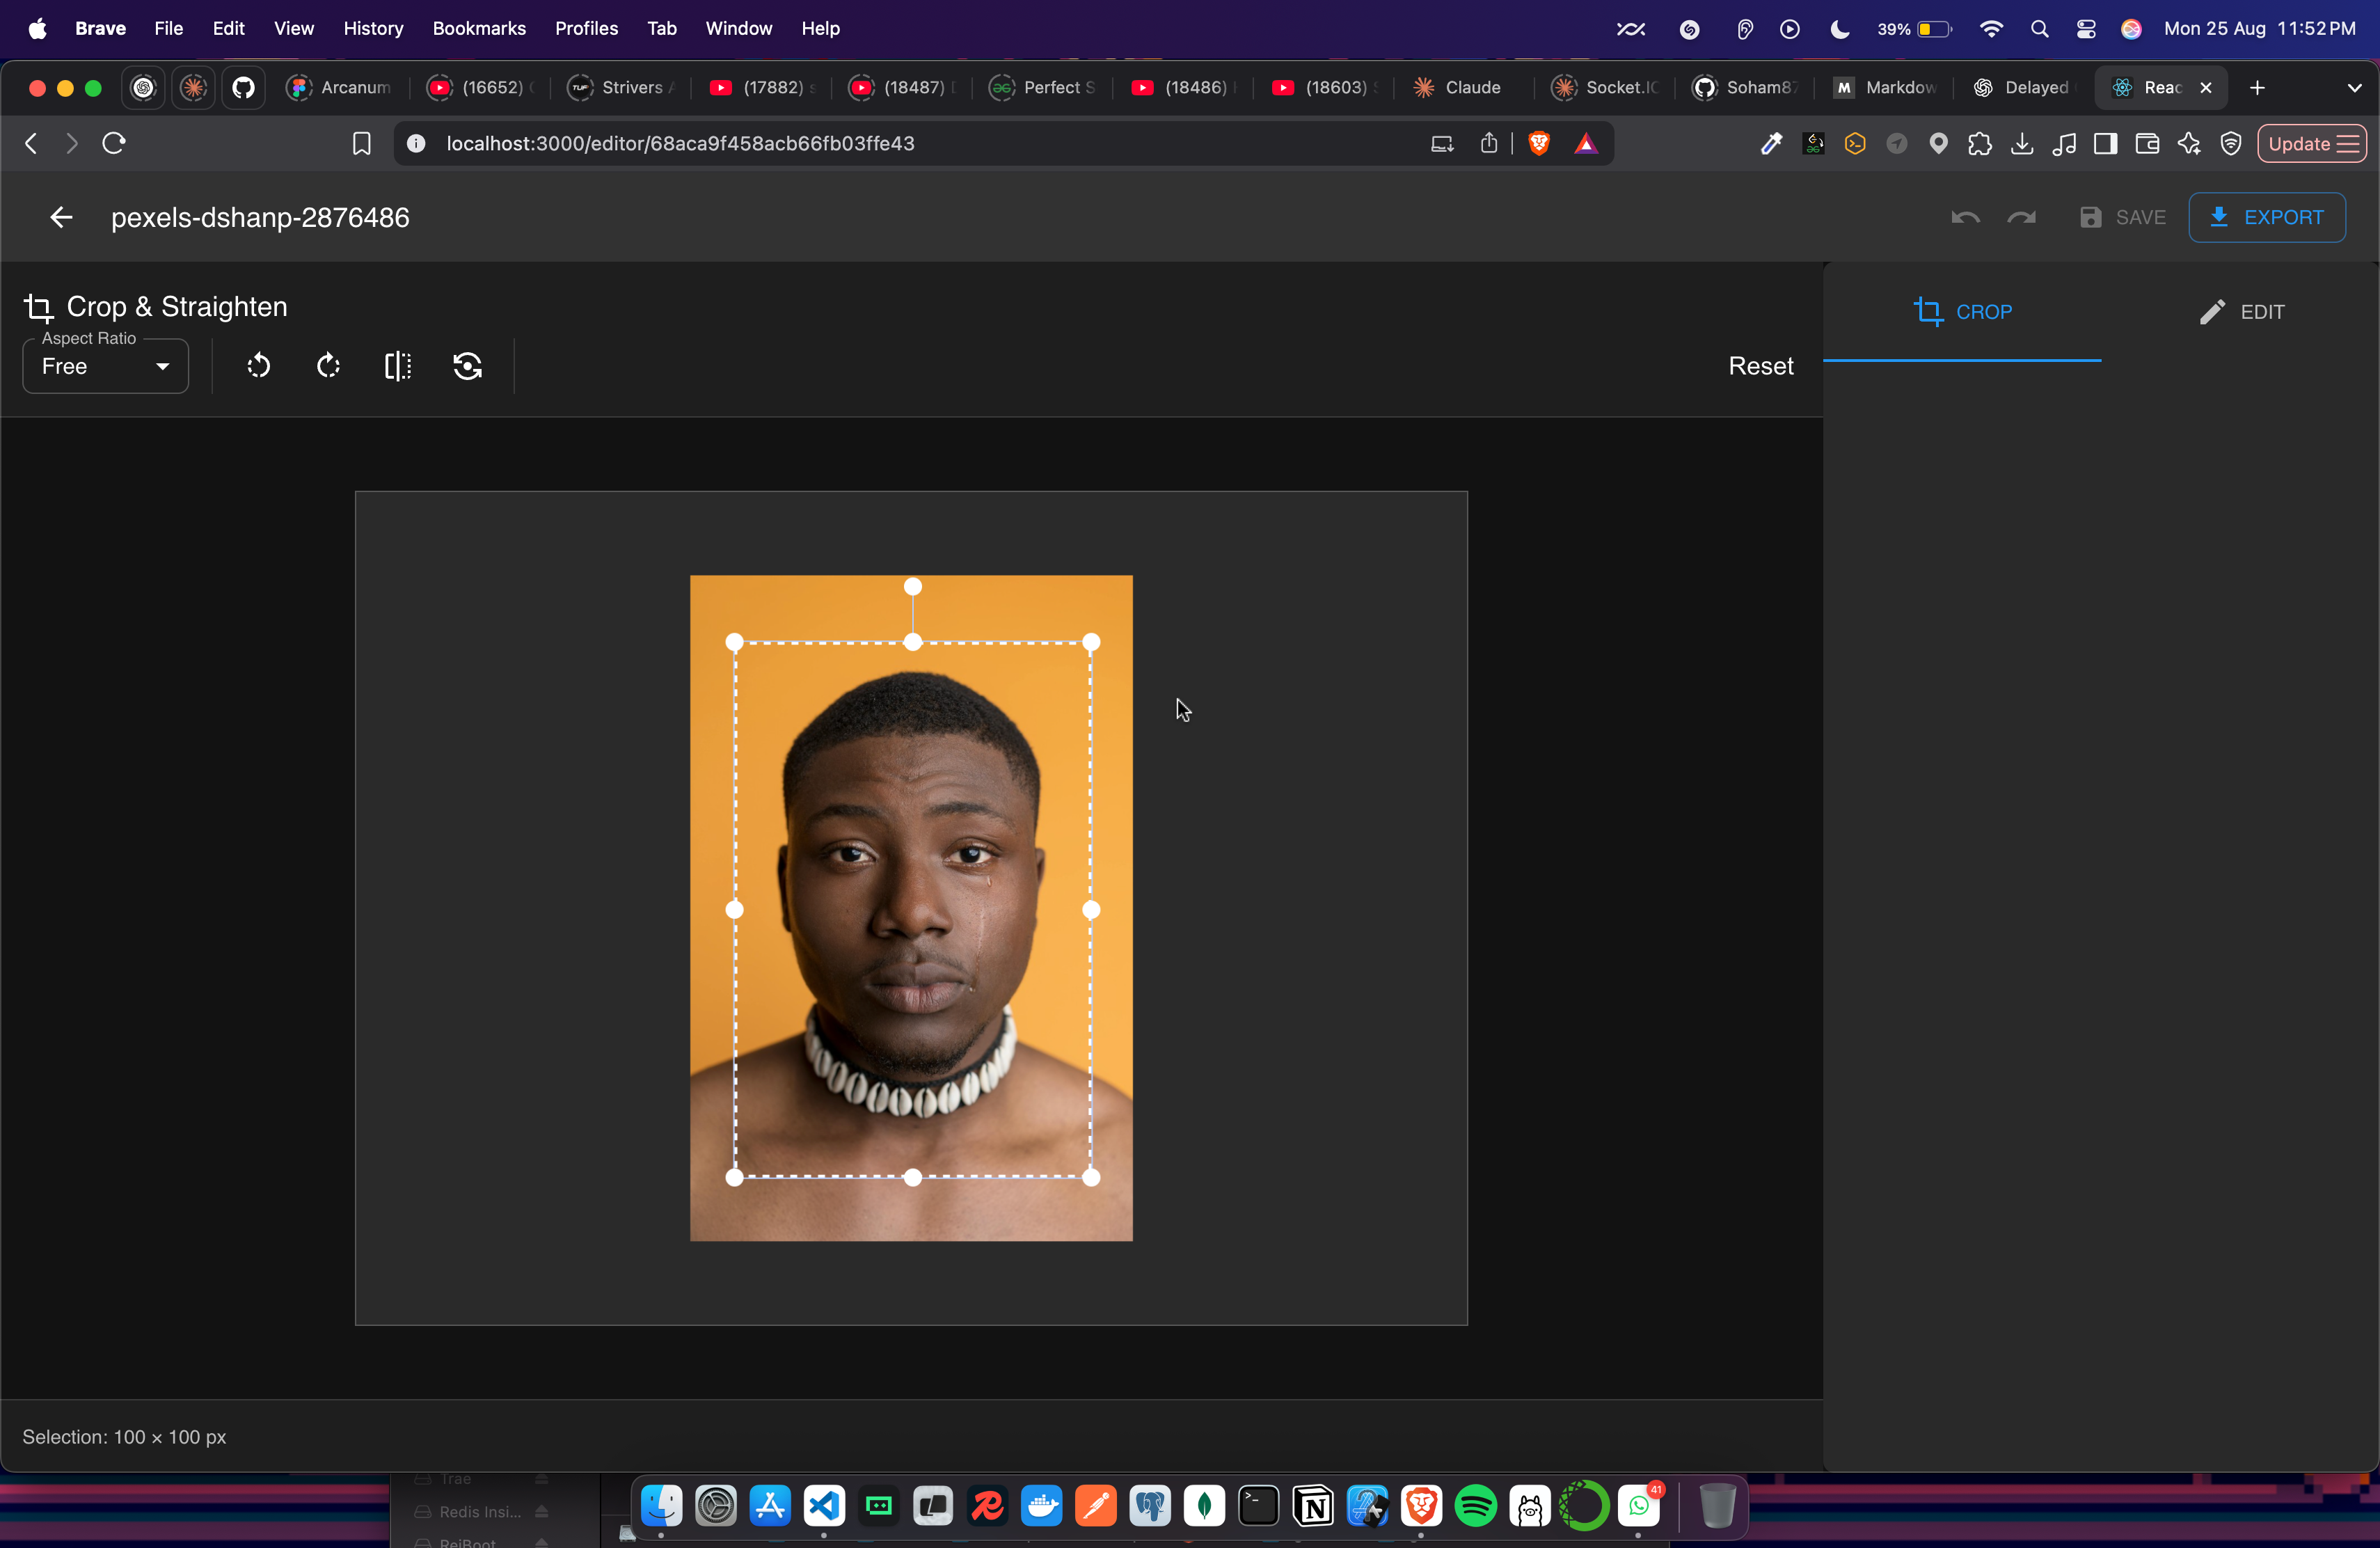 Brave File Edit View History Bookmarks Profiles Tab Window Help 39% Mon 25 Aug 11:52 PM
Arcanum (16652) Strivers (17882) (18487) Perfect S (18486) (18603) Claude Socket.IO Soham87 Markdow Delayed Reac
localhost:3000/editor/68aca9f458acb66fb03ffe43 Update
pexels-dshanp-2876486 SAVE EXPORT
Crop & Straighten CROP EDIT
Aspect Ratio
Free Reset
Selection: 100 × 100 px
Trae
Redis Insi...
ReiBoot
41